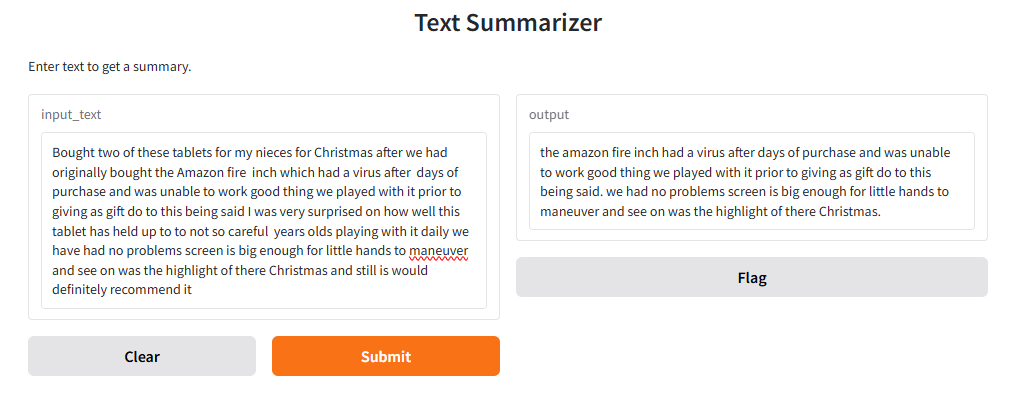 Text Summarizer
Enter text to get a summary.
input_text
Bought two of these tablets for my nieces for Christmas after we had
originally bought the Amazon fire  inch which had a virus after  days of
purchase and was unable to work good thing we played with it prior to
giving as gift do to this being said I was very surprised on how well this
tablet has held up to to not so careful  years olds playing with it daily we
have had no problems screen is big enough for little hands to maneuver
and see on was the highlight of there Christmas and still is would
definitely recommend it
Clear
Submit
output
the amazon fire inch had a virus after days of purchase and was unable
to work good thing we played with it prior to giving as gift do to this
being said. we had no problems screen is big enough for little hands to
maneuver and see on was the highlight of there Christmas.
Flag